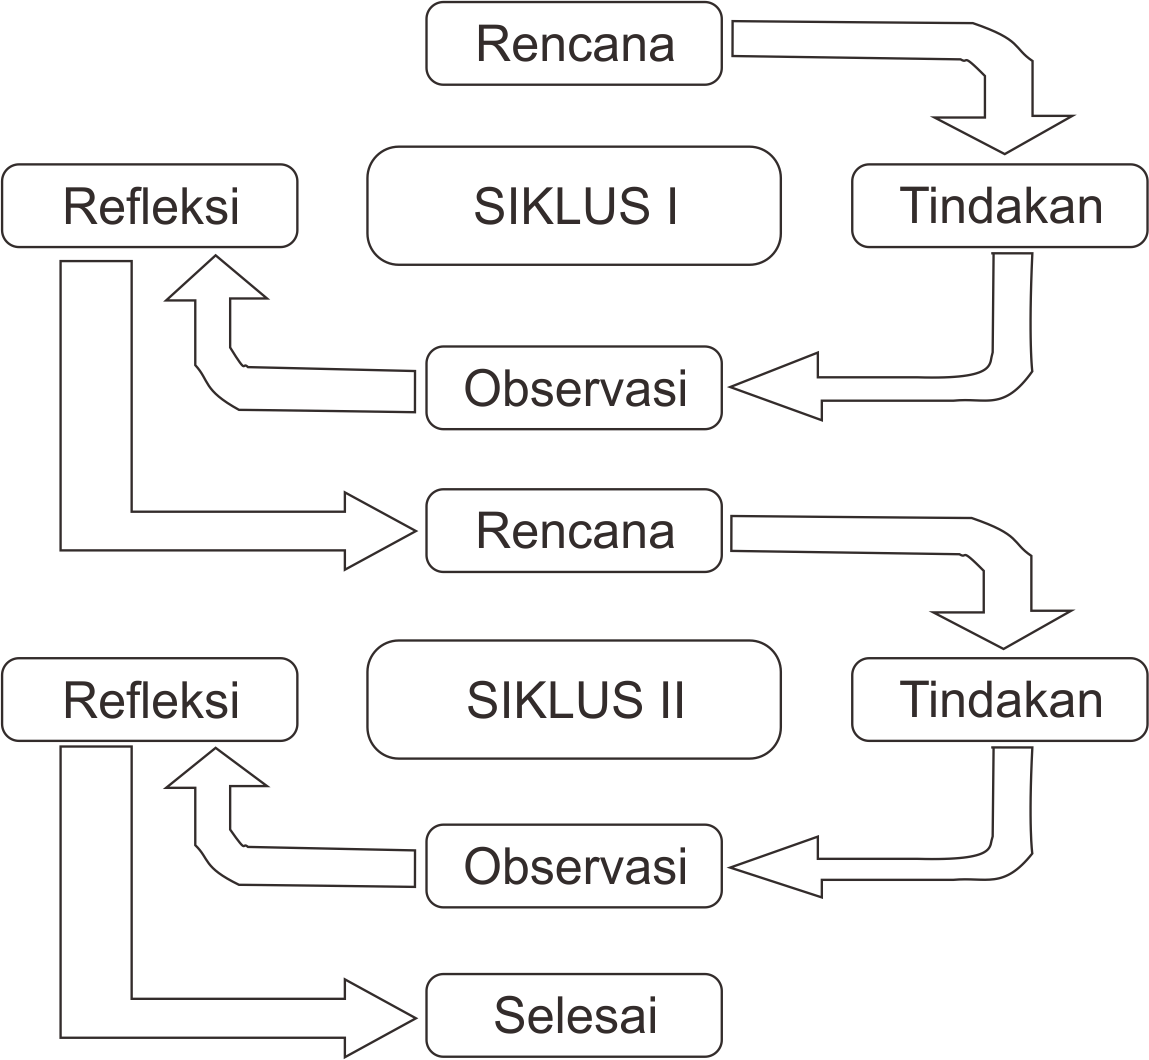 Rencana
Refleksi
SIKLUS I
Tindakan
Observasi
Rencana
Refleksi
SIKLUS II
Tindakan
Observasi
Selesai